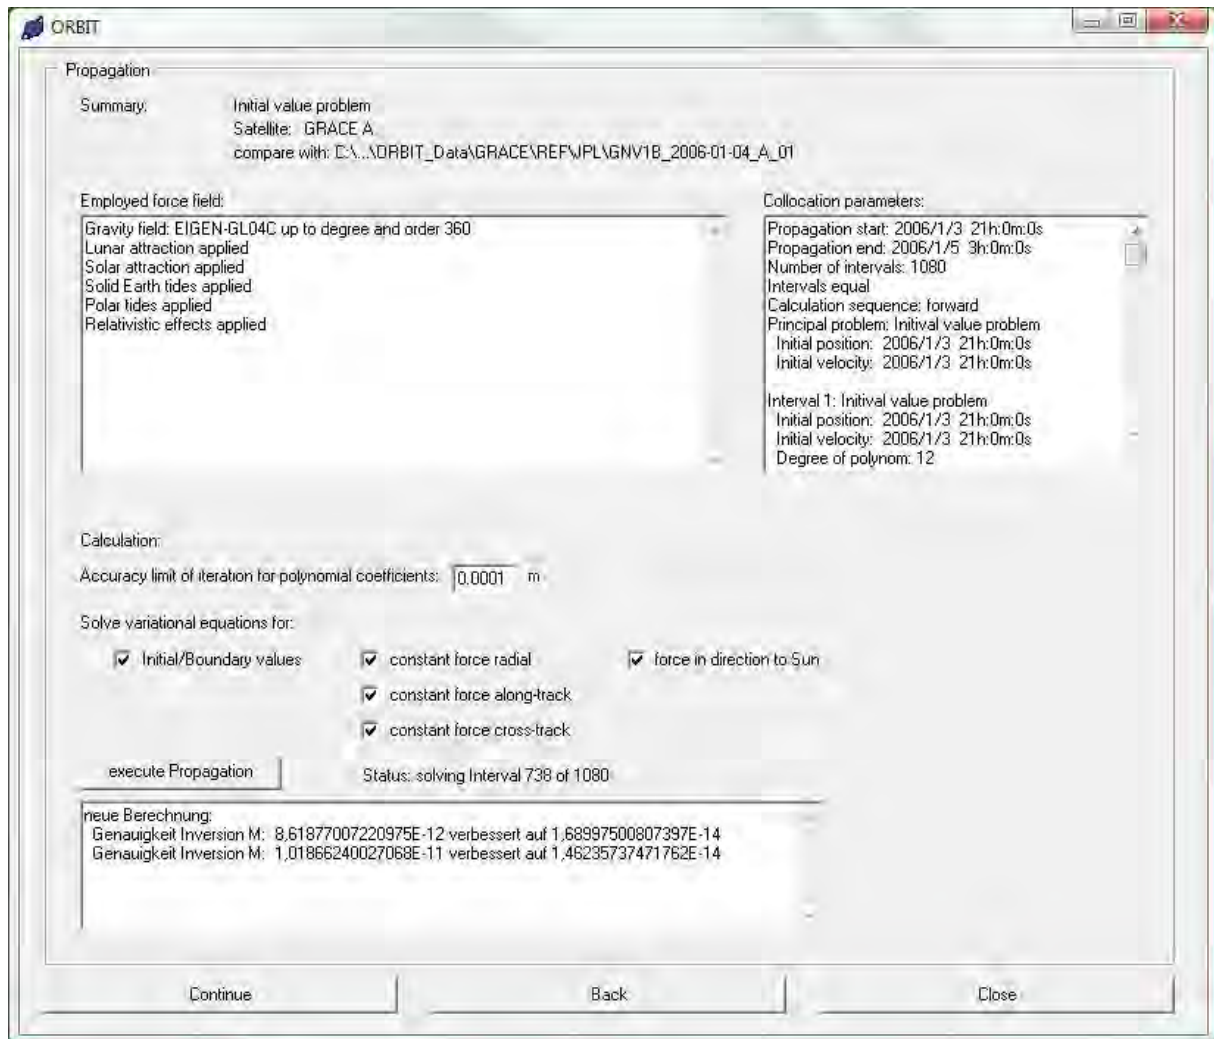 ORBIT
Propagation
Summary: Initial value problem
Satellite: GRACE A
compare with: C:\...\ORBIT_Data\GRACE\REF\JPL\GNV1B_2006-01-04_A_01
Employed force field:
Gravity field: EIGEN-GL04C up to degree and order 360
Lunar attraction applied
Solar attraction applied
Solid Earth tides applied
Polar tides applied
Relativistic effects applied
Collocation parameters:
Propagation start: 2006/1/3 21h:0m:0s
Propagation end: 2006/1/5 3h:0m:0s
Number of intervals: 1080
Intervals equal
Calculation sequence: forward
Principal problem: Initival value problem
Initial position: 2006/1/3 21h:0m:0s
Initial velocity: 2006/1/3 21h:0m:0s
Interval 1: Initival value problem
Initial position: 2006/1/3 21h:0m:0s
Initial velocity: 2006/1/3 21h:0m:0s
Degree of polynom: 12
Calculation:
Accuracy limit of iteration for polynomial coefficients: 0.0001 m
Solve variational equations for:
Initial/Boundary values constant force radial force in direction to Sun
constant force along-track
constant force cross-track
execute Propagation Status: solving Interval 738 of 1080
neue Berechnung:
Genauigkeit Inversion M: 8,61877007220975E-12 verbessert auf 1,68997500807397E-14
Genauigkeit Inversion M: 1,01866240027068E-11 verbessert auf 1,46235737471762E-14
Continue Back Close